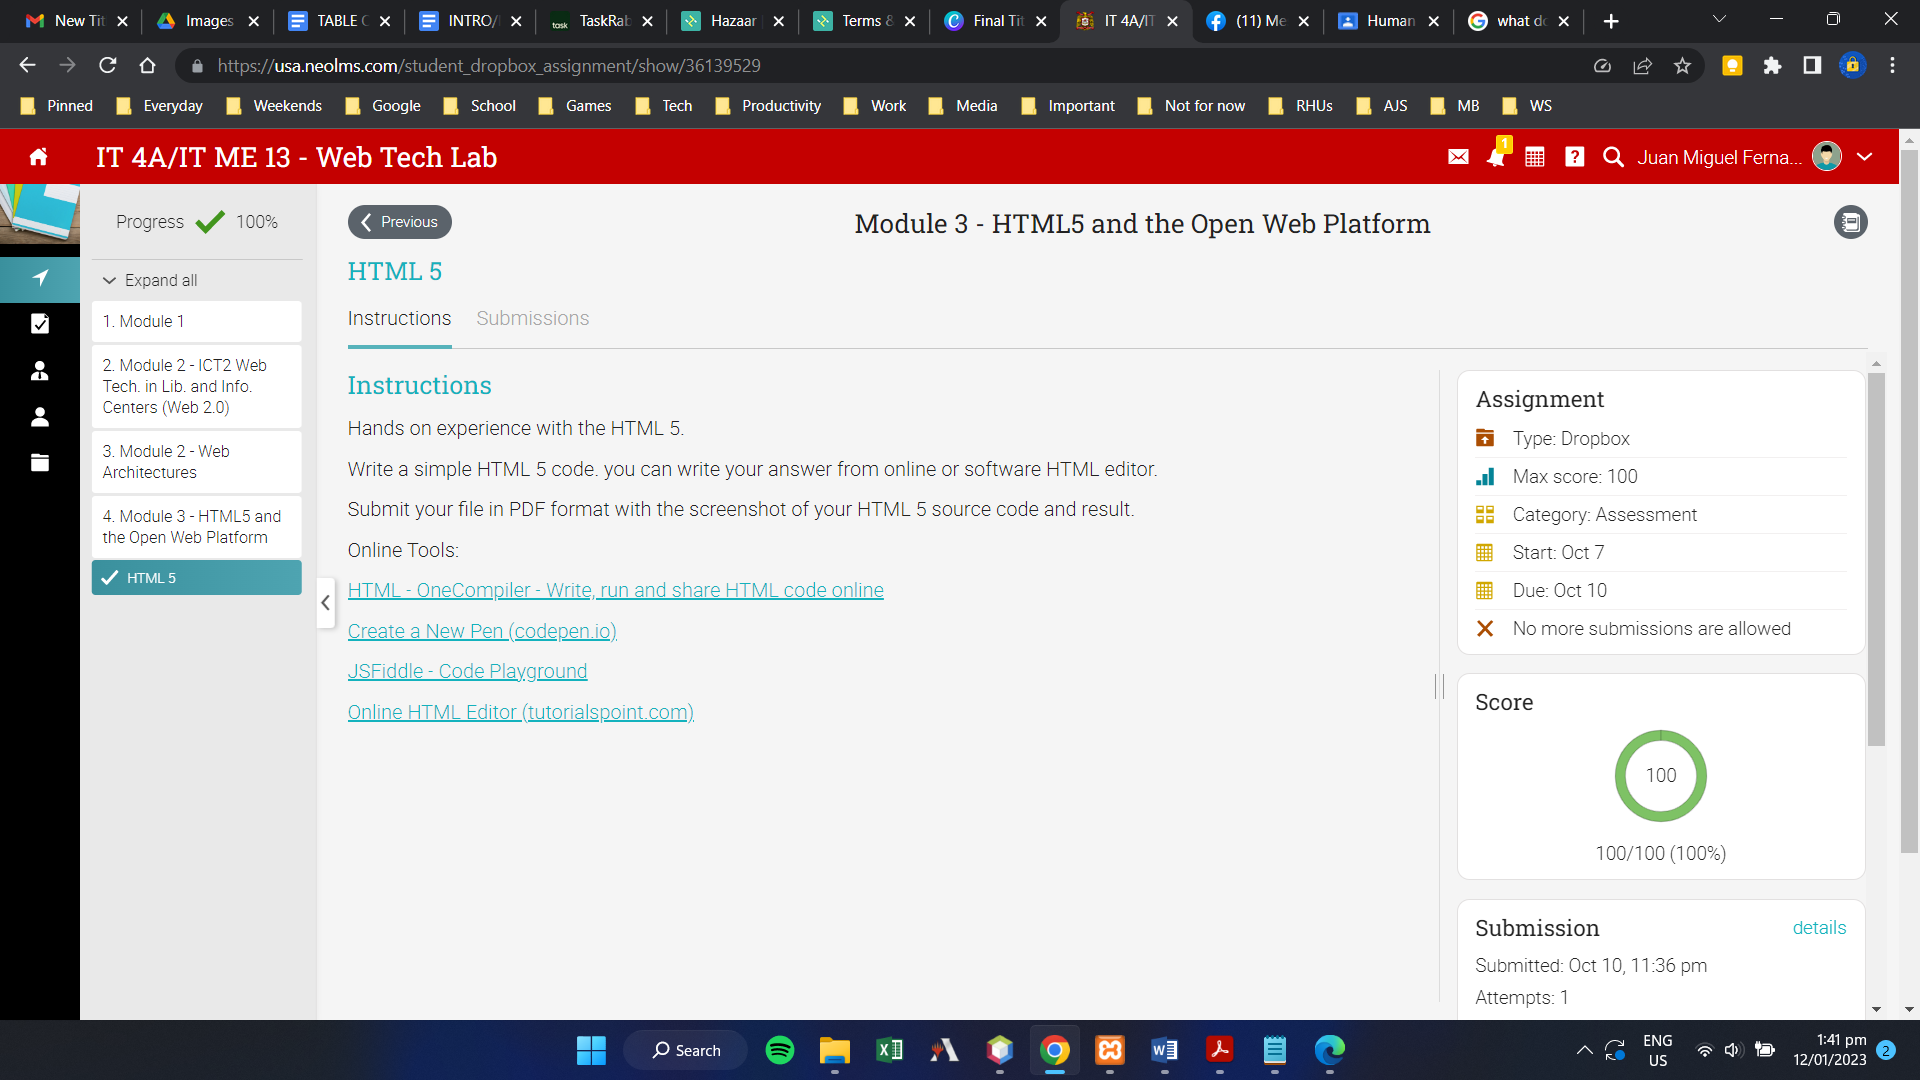 New Tit
Images
TABLE C
INTRO/
task
TaskRab
Hazaar
Terms &
Final Tit
IT 4A/IT
(11) Me
Human
what do
https://usa.neolms.com/student_dropbox_assignment/show/36139529
Pinned
Everyday
Weekends
Google
School
Games
Tech
Productivity
Work
Media
Important
Not for now
RHUs
AJS
MB
WS
IT 4A/IT ME 13 - Web Tech Lab
1
Juan Miguel Ferna...
Progress 100%
Expand all
1. Module 1
2. Module 2 - ICT2 Web
Tech. in Lib. and Info.
Centers (Web 2.0)
3. Module 2 - Web
Architectures
4. Module 3 - HTML5 and
the Open Web Platform
HTML 5
Previous
Module 3 - HTML5 and the Open Web Platform
HTML 5
Instructions
Submissions
Instructions
Hands on experience with the HTML 5.
Write a simple HTML 5 code. you can write your answer from online or software HTML editor.
Submit your file in PDF format with the screenshot of your HTML 5 source code and result.
Online Tools:
HTML - OneCompiler - Write, run and share HTML code online
Create a New Pen (codepen.io)
JSFiddle - Code Playground
Online HTML Editor (tutorialspoint.com)
Assignment
Type: Dropbox
Max score: 100
Category: Assessment
Start: Oct 7
Due: Oct 10
No more submissions are allowed
Score
100
100/100 (100%)
Submission
details
Submitted: Oct 10, 11:36 pm
Attempts: 1
Search
ENG
US
1:41 pm
12/01/2023
2